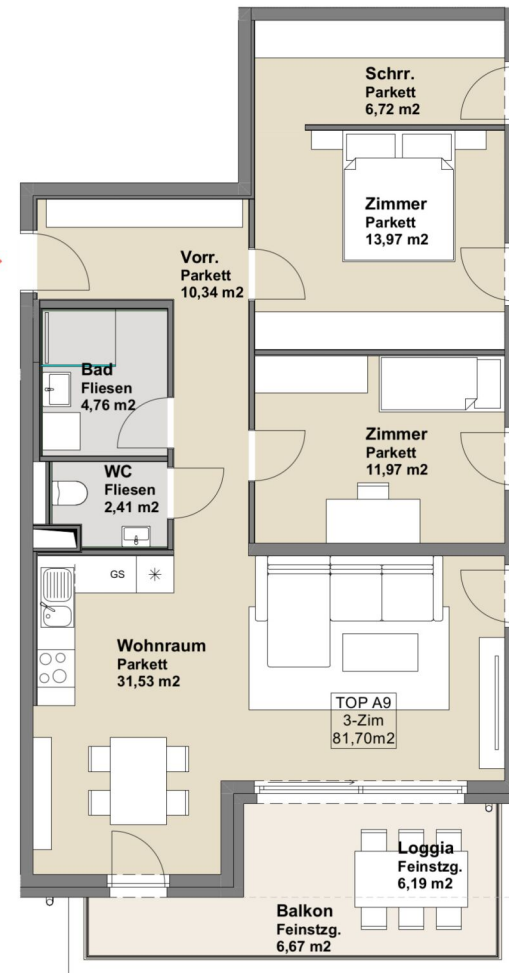 Schrr.
Parkett
6,72 m2
Zimmer
Parkett
13,97 m2
Vorr.
Parkett
10,34 m2
Bad
Fliesen
4,76 m2
Zimmer
Parkett
11,97 m2
WC
Fliesen
2,41 m2
GS
Wohnraum
Parkett
31,53 m2
TOP A9
3-Zim
81,70m2
Loggia
Feinstzg.
6,19 m2
Balkon
Feinstzg.
6,67 m2